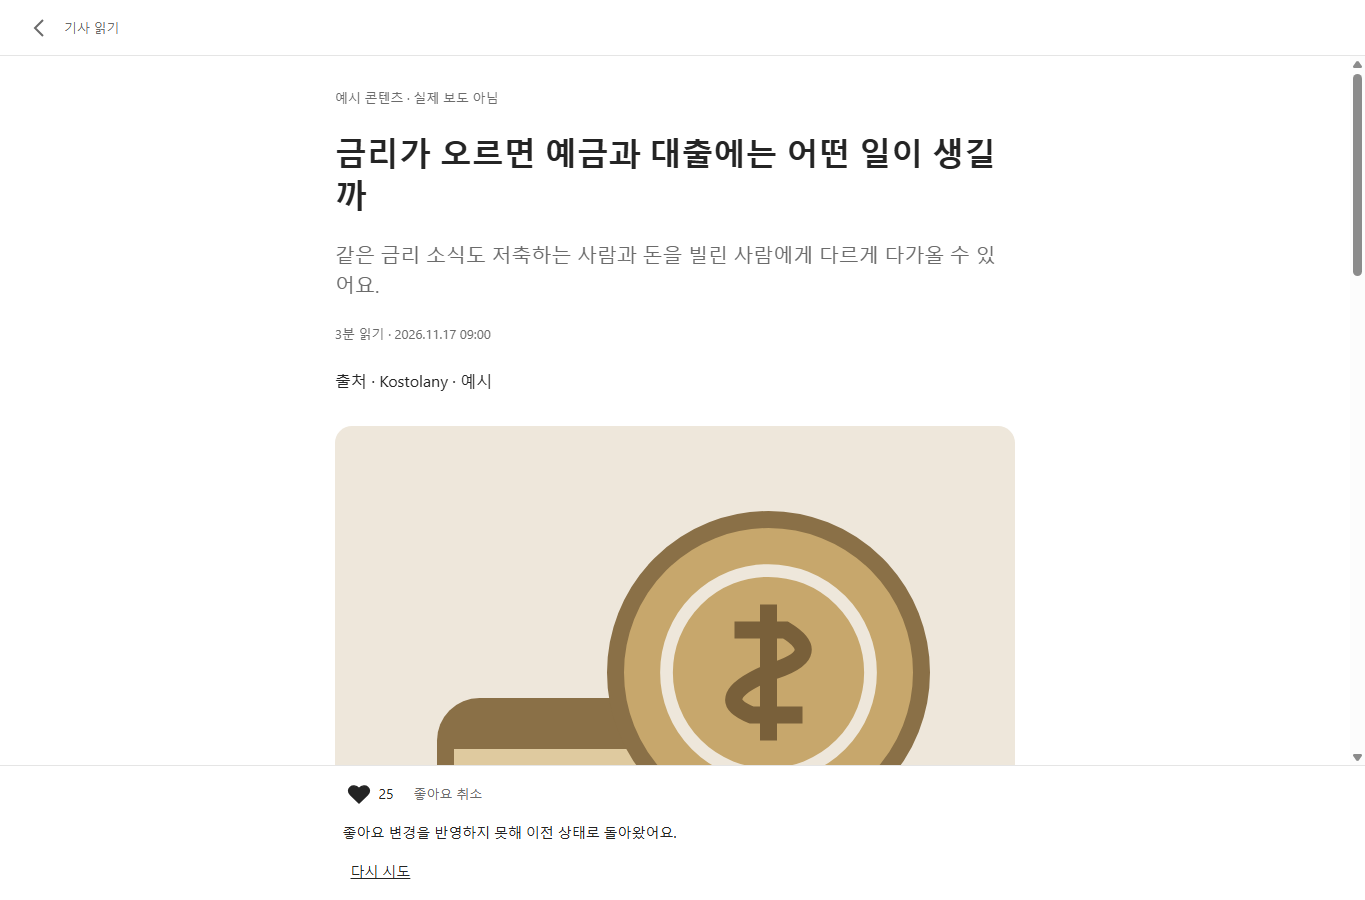 기사 읽기
예시 콘텐츠 · 실제 보도 아님
금리가 오르면 예금과 대출에는 어떤 일이 생길
까
같은 금리 소식도 저축하는 사람과 돈을 빌린 사람에게 다르게 다가올 수 있
어요.
3분 읽기 · 2026.11.17 09:00
출처 · Kostolany · 예시
25 좋아요 취소
좋아요 변경을 반영하지 못해 이전 상태로 돌아왔어요.
다시 시도